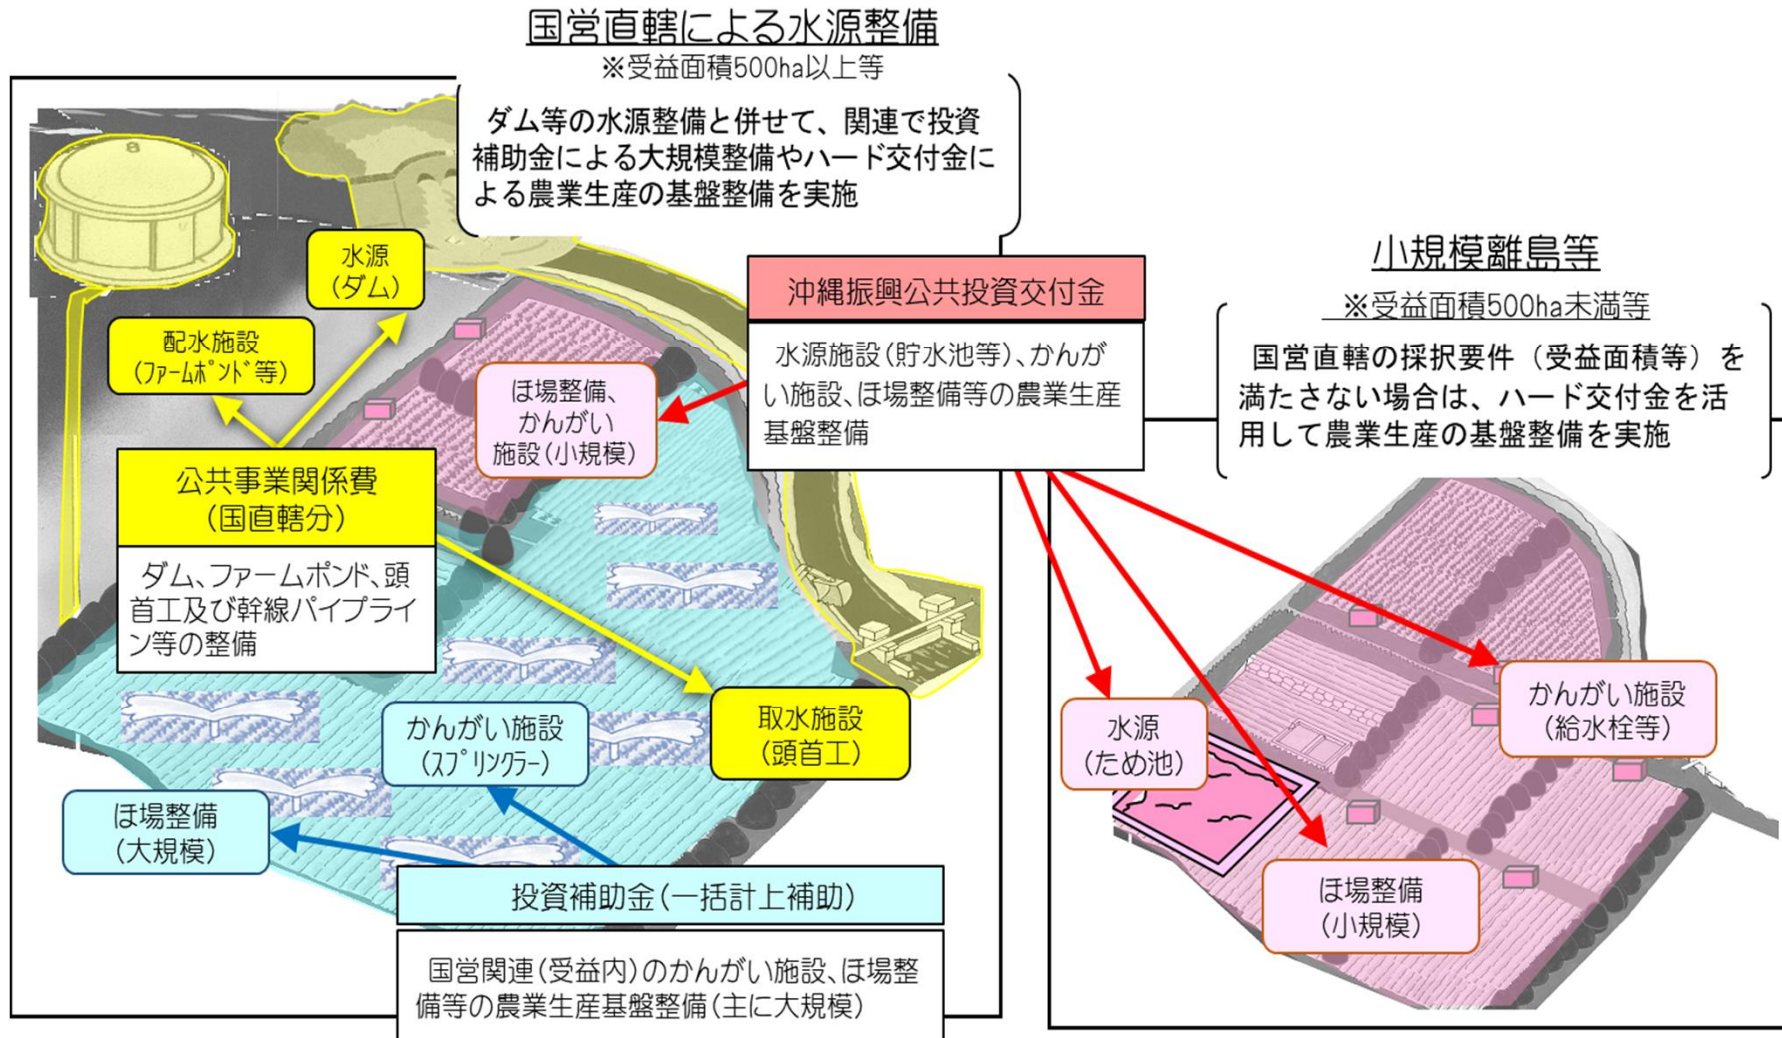 国営直轄による水源整備
※受益面積500ha以上等
ダム等の水源整備と併せて、関連で投資
補助金による大規模整備やハード交付金に
よる農業生産の基盤整備を実施
8
水源
(ダム)
配水施設
(ﾌｧｰﾑﾎﾟﾝﾄﾞ等)
公共事業関係費
(国直轄分)
ダム、ファームポンド、頭
首工及び幹線パイプライ
ン等の整備
ほ場整備、
かんがい
施設(小規模)
沖縄振興公共投資交付金
水源施設(貯水池等)、かんが
い施設、ほ場整備等の農業生産
基盤整備
取水施設
(頭首工)
かんがい施設
(ｽﾌﾟﾘﾝｸﾗｰ)
ほ場整備
(大規模)
投資補助金(一括計上補助)
国営関連(受益内)のかんがい施設、ほ場整
備等の農業生産基盤整備(主に大規模)
小規模離島等
※受益面積500ha未満等
国営直轄の採択要件（受益面積等）を
満たさない場合は、ハード交付金を活
用して農業生産の基盤整備を実施
水源
(ため池)
かんがい施設
(給水栓等)
ほ場整備
(小規模)